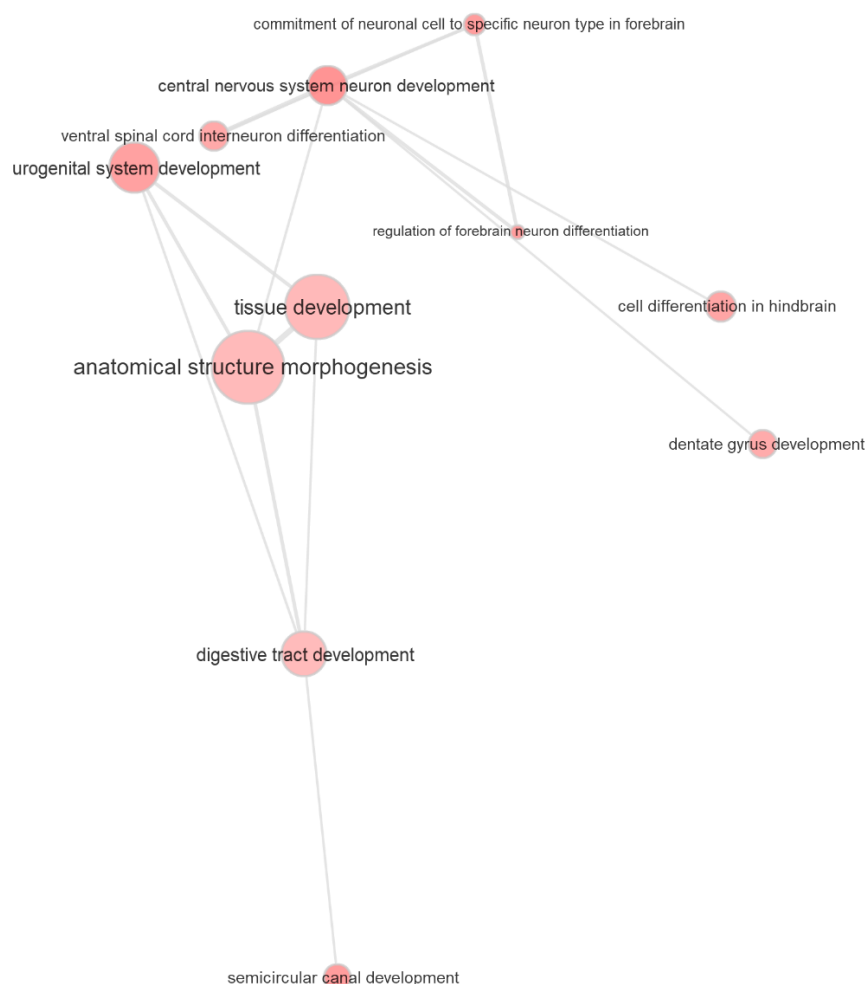 commitment of neuronal cell to specific neuron type in forebrain
central nervous system neuron development
ventral spinal cord interneuron differentiation
urogenital system development
regulation of forebrain neuron differentiation
tissue development
cell differentiation in hindbrain
anatomical structure morphogenesis
dentate gyrus development
digestive tract development
semicircular canal development